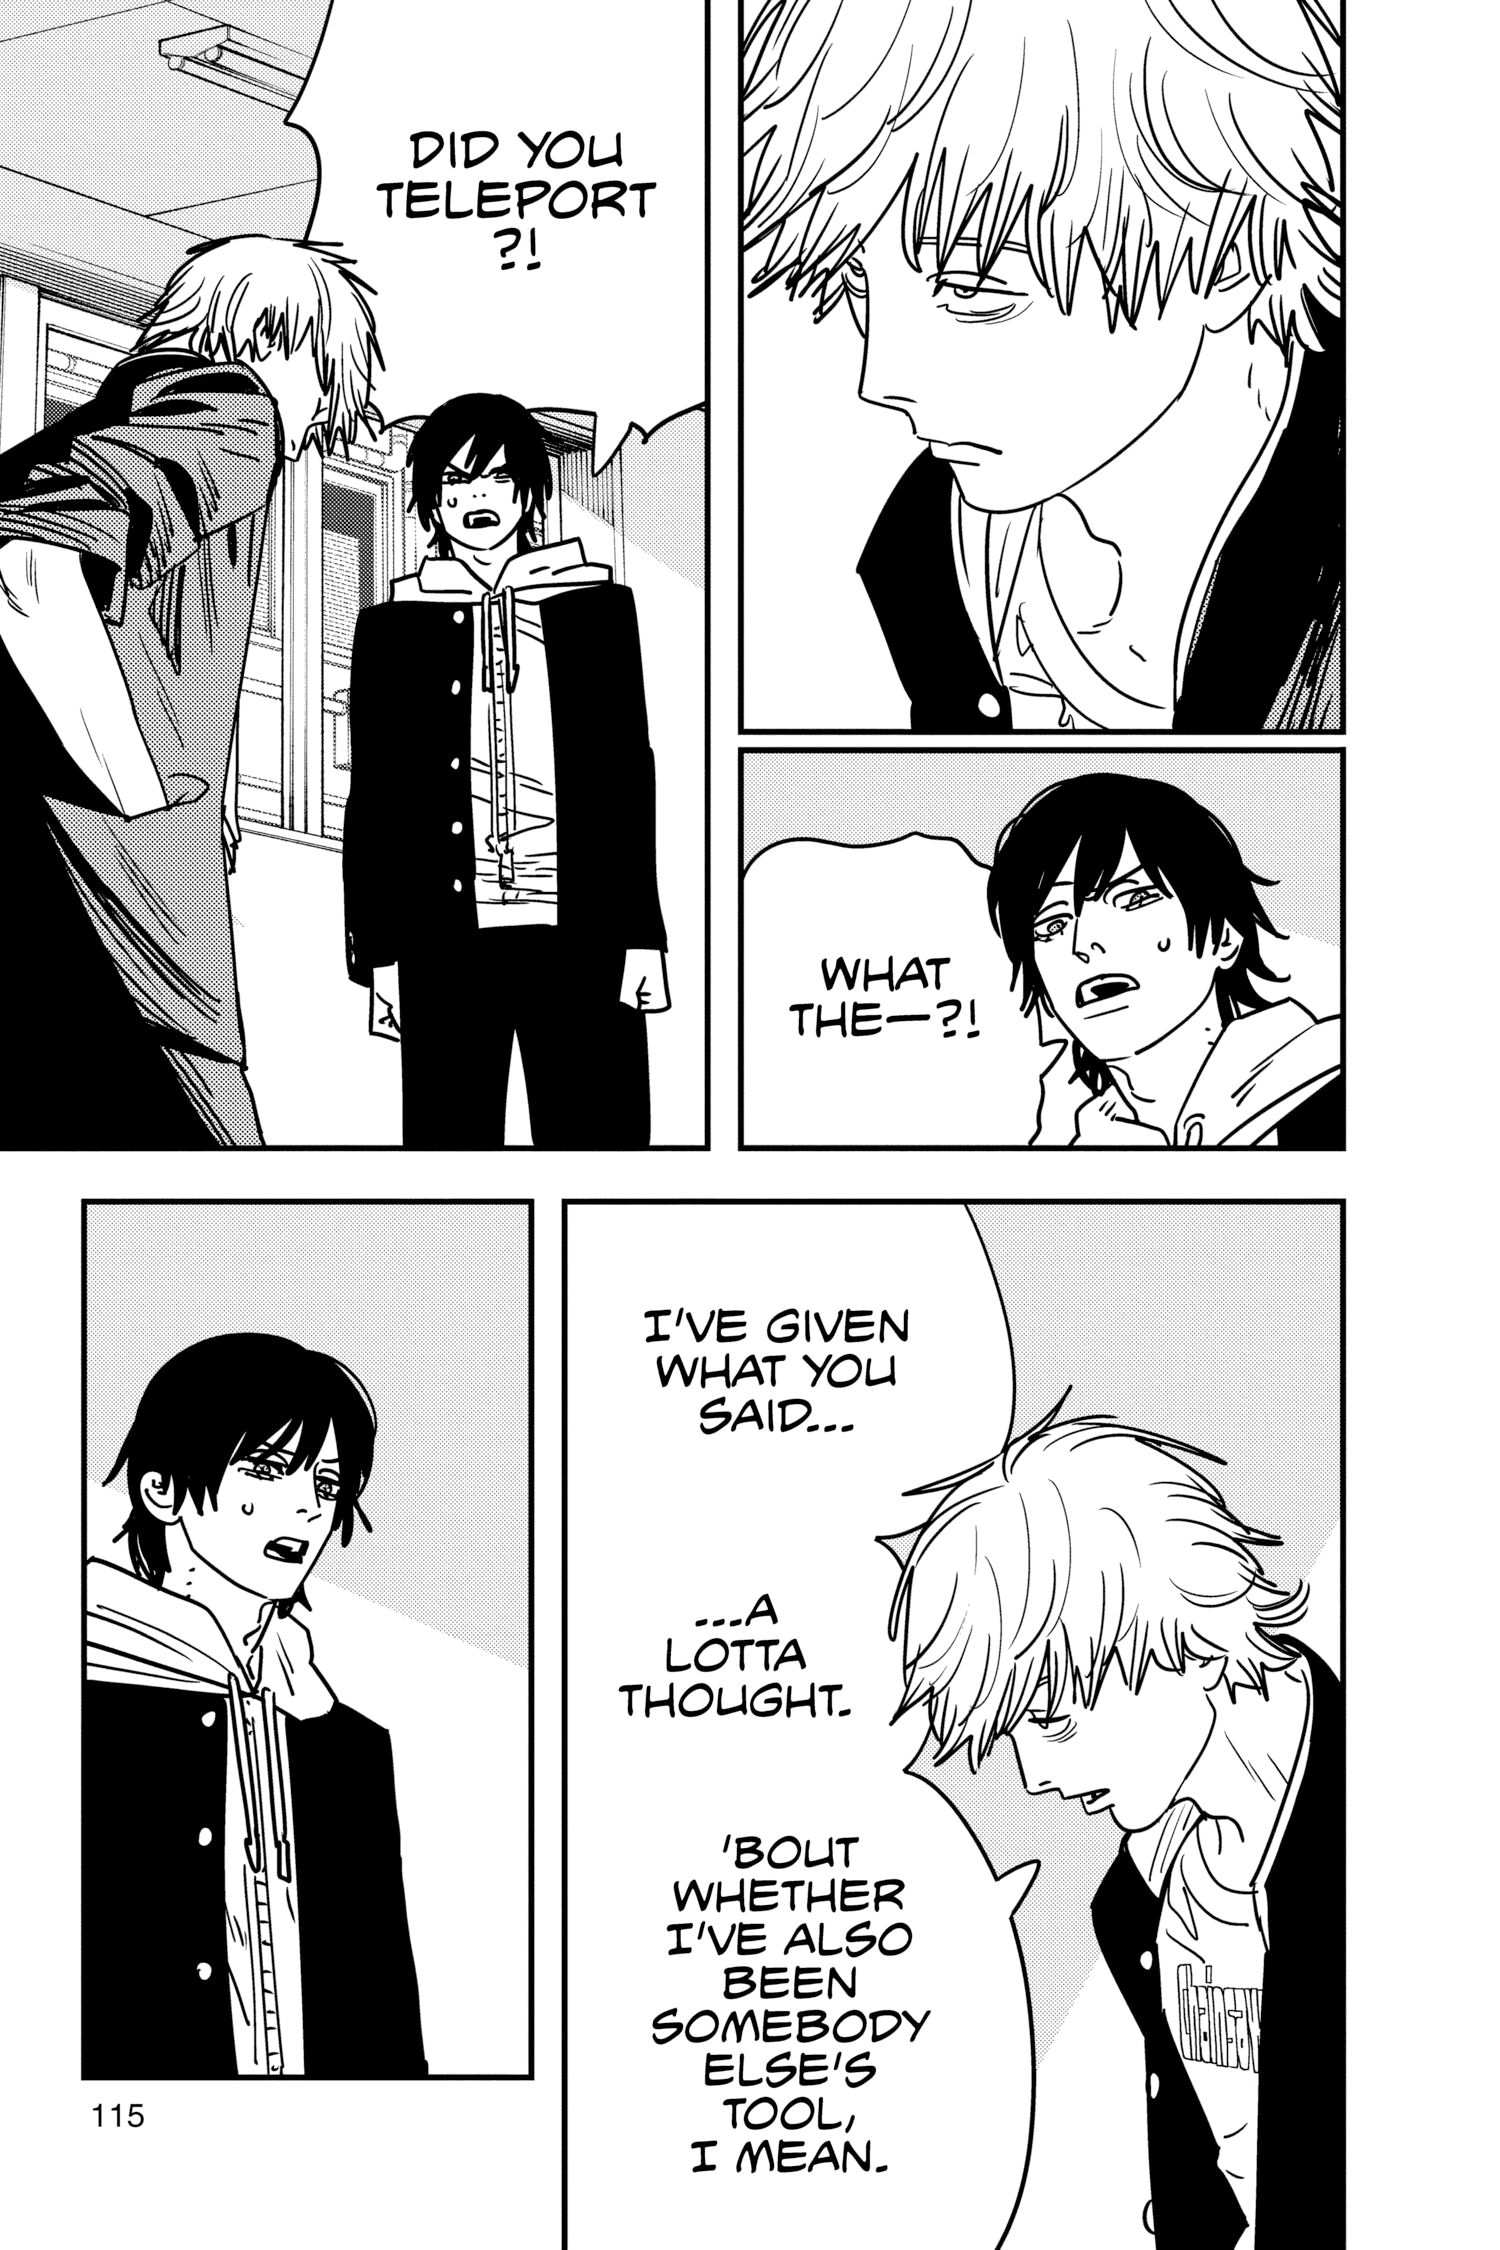 WHAT
THE—?!
DID YOU
TELEPORT
?!
I'VE GIVEN
WHAT YOU
SAID...
...A
LOTTA
THOUGHT.
'BOUT
WHETHER
I'VE ALSO
BEEN
SOMEBODY
ELSE'S
TOOL,
I MEAN.
115